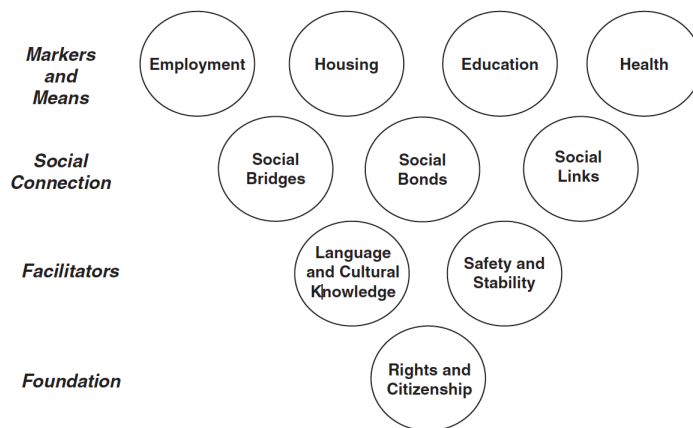 Markers
and
Means
Employment
Housing
Education
Health
Social
Connection
Social
Bridges
Social
Bonds
Social
Links
Facilitators
Language
and Cultural
Knowledge
Safety and
Stability
Foundation
Rights and
Citizenship